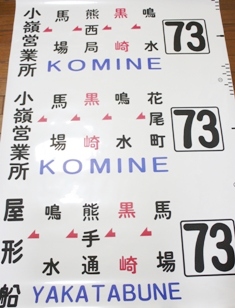 73
鳴水
黒崎
熊西局
馬場
小嶺営業所
KOMINE
73
花尾町
鳴水
黒崎
馬場
小嶺営業所
KOMINE
73
馬場
黒崎
熊手通
鳴水
屋形船
YAKATABUNE